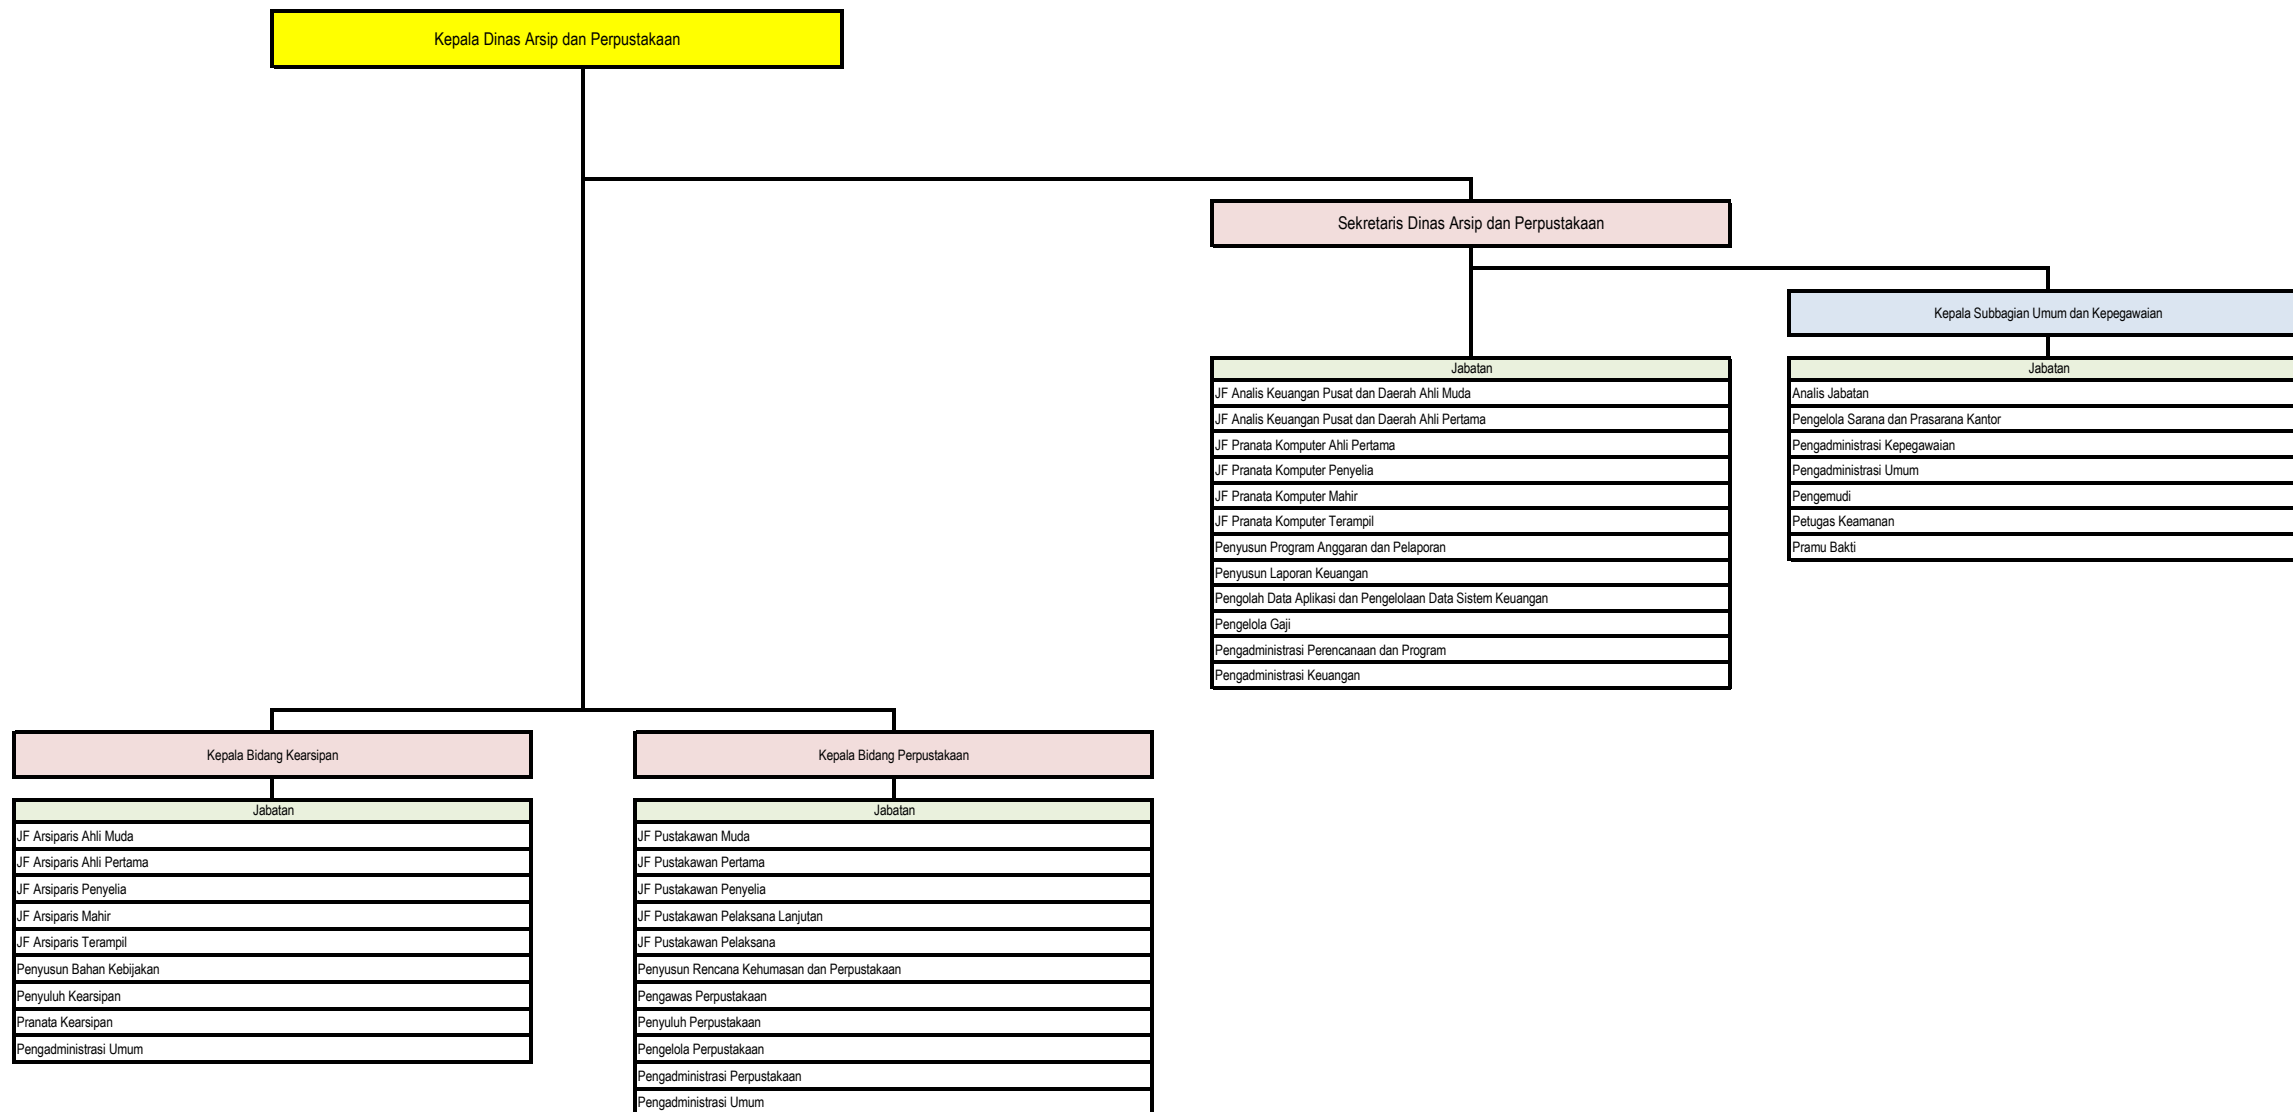 Kepala Dinas Arsip dan Perpustakaan
Sekretaris Dinas Arsip dan Perpustakaan
Kepala Subbagian Umum dan Kepegawaian
Jabatan
JF Analis Keuangan Pusat dan Daerah Ahli Muda
JF Analis Keuangan Pusat dan Daerah Ahli Pertama
JF Pranata Komputer Ahli Pertama
JF Pranata Komputer Penyelia
JF Pranata Komputer Mahir
JF Pranata Komputer Terampil
Penyusun Program Anggaran dan Pelaporan
Penyusun Laporan Keuangan
Pengolah Data Aplikasi dan Pengelolaan Data Sistem Keuangan
Pengelola Gaji
Pengadministrasi Perencanaan dan Program
Pengadministrasi Keuangan
Jabatan
Analis Jabatan
Pengelola Sarana dan Prasarana Kantor
Pengadministrasi Kepegawaian
Pengadministrasi Umum
Pengemudi
Petugas Keamanan
Pramu Bakti
Kepala Bidang Kearsipan
Jabatan
JF Arsiparis Ahli Muda
JF Arsiparis Ahli Pertama
JF Arsiparis Penyelia
JF Arsiparis Mahir
JF Arsiparis Terampil
Penyusun Bahan Kebijakan
Penyuluh Kearsipan
Pranata Kearsipan
Pengadministrasi Umum
Kepala Bidang Perpustakaan
Jabatan
JF Pustakawan Muda
JF Pustakawan Pertama
JF Pustakawan Penyelia
JF Pustakawan Pelaksana Lanjutan
JF Pustakawan Pelaksana
Penyusun Rencana Kehumasan dan Perpustakaan
Pengawas Perpustakaan
Penyuluh Perpustakaan
Pengelola Perpustakaan
Pengadministrasi Perpustakaan
Pengadministrasi Umum